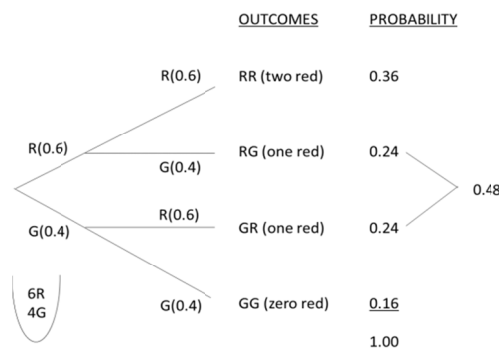 OUTCOMES PROBABILITY
R(0.6) RR (two red) 0.36
R(0.6) RG (one red) 0.24
G(0.4)
0.48
R(0.6)
G(0.4) GR (one red) 0.24
6R
4G
G(0.4) GG (zero red) 0.16
1.00